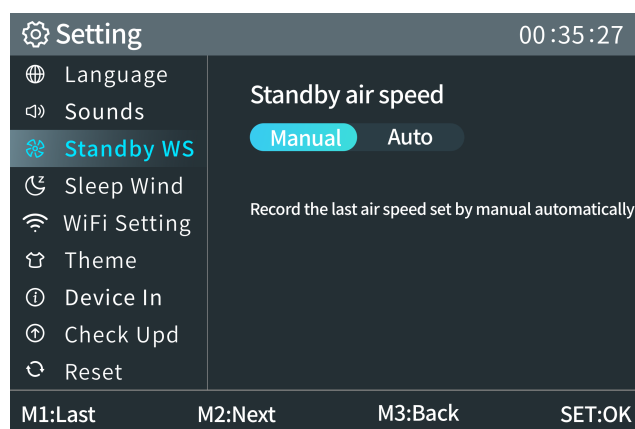 Setting 00:35:27
Language
Sounds
Standby WS
Sleep Wind
WiFi Setting
Theme
Device In
Check Upd
Reset
Standby air speed
Manual Auto
Record the last air speed set by manual automatically
M1:Last M2:Next M3:Back SET:OK